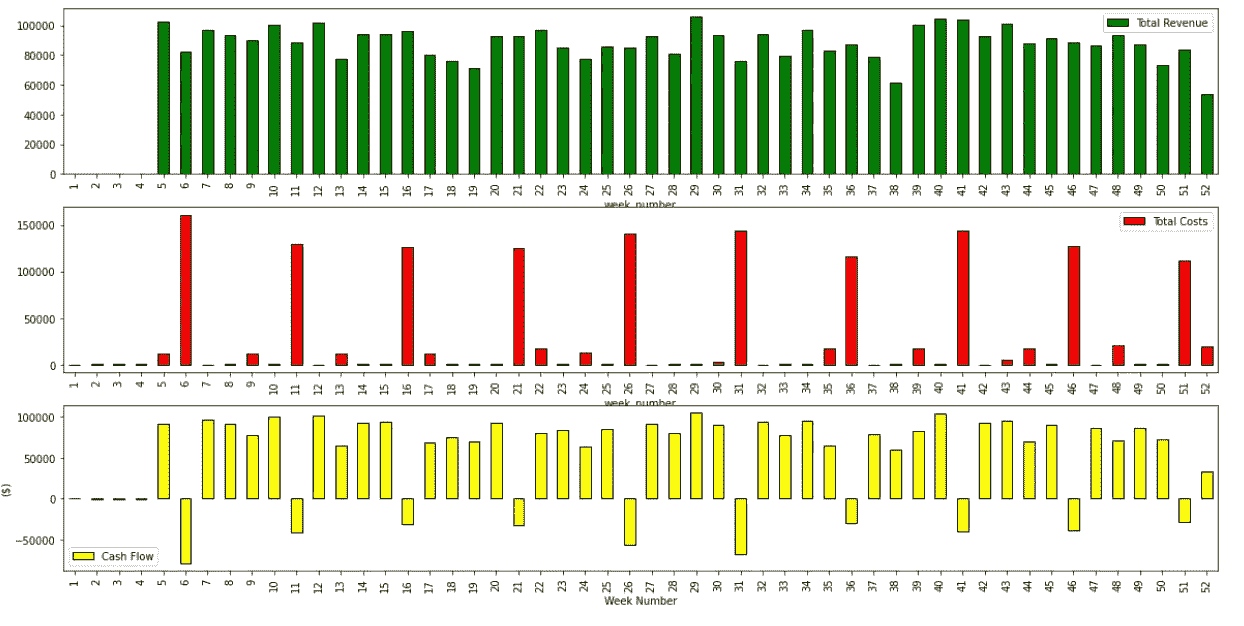 100000
80000
60000
40000
20000
0
Total Revenue
1 2 3 4 5 6 7 8 9 10 11 12 13 14 15 16 17 18 19 20 21 22 23 24 25 26 27 28 29 30 31 32 33 34 35 36 37 38 39 40 41 42 43 44 45 46 47 48 49 50 51 52
week_number
150000
100000
50000
0
Total Costs
1 2 3 4 5 6 7 8 9 10 11 12 13 14 15 16 17 18 19 20 21 22 23 24 25 26 27 28 29 30 31 32 33 34 35 36 37 38 39 40 41 42 43 44 45 46 47 48 49 50 51 52
week_number
100000
50000
0
−50000
($)
Cash Flow
1 2 3 4 5 6 7 8 9 10 11 12 13 14 15 16 17 18 19 20 21 22 23 24 25 26 27 28 29 30 31 32 33 34 35 36 37 38 39 40 41 42 43 44 45 46 47 48 49 50 51 52
Week Number